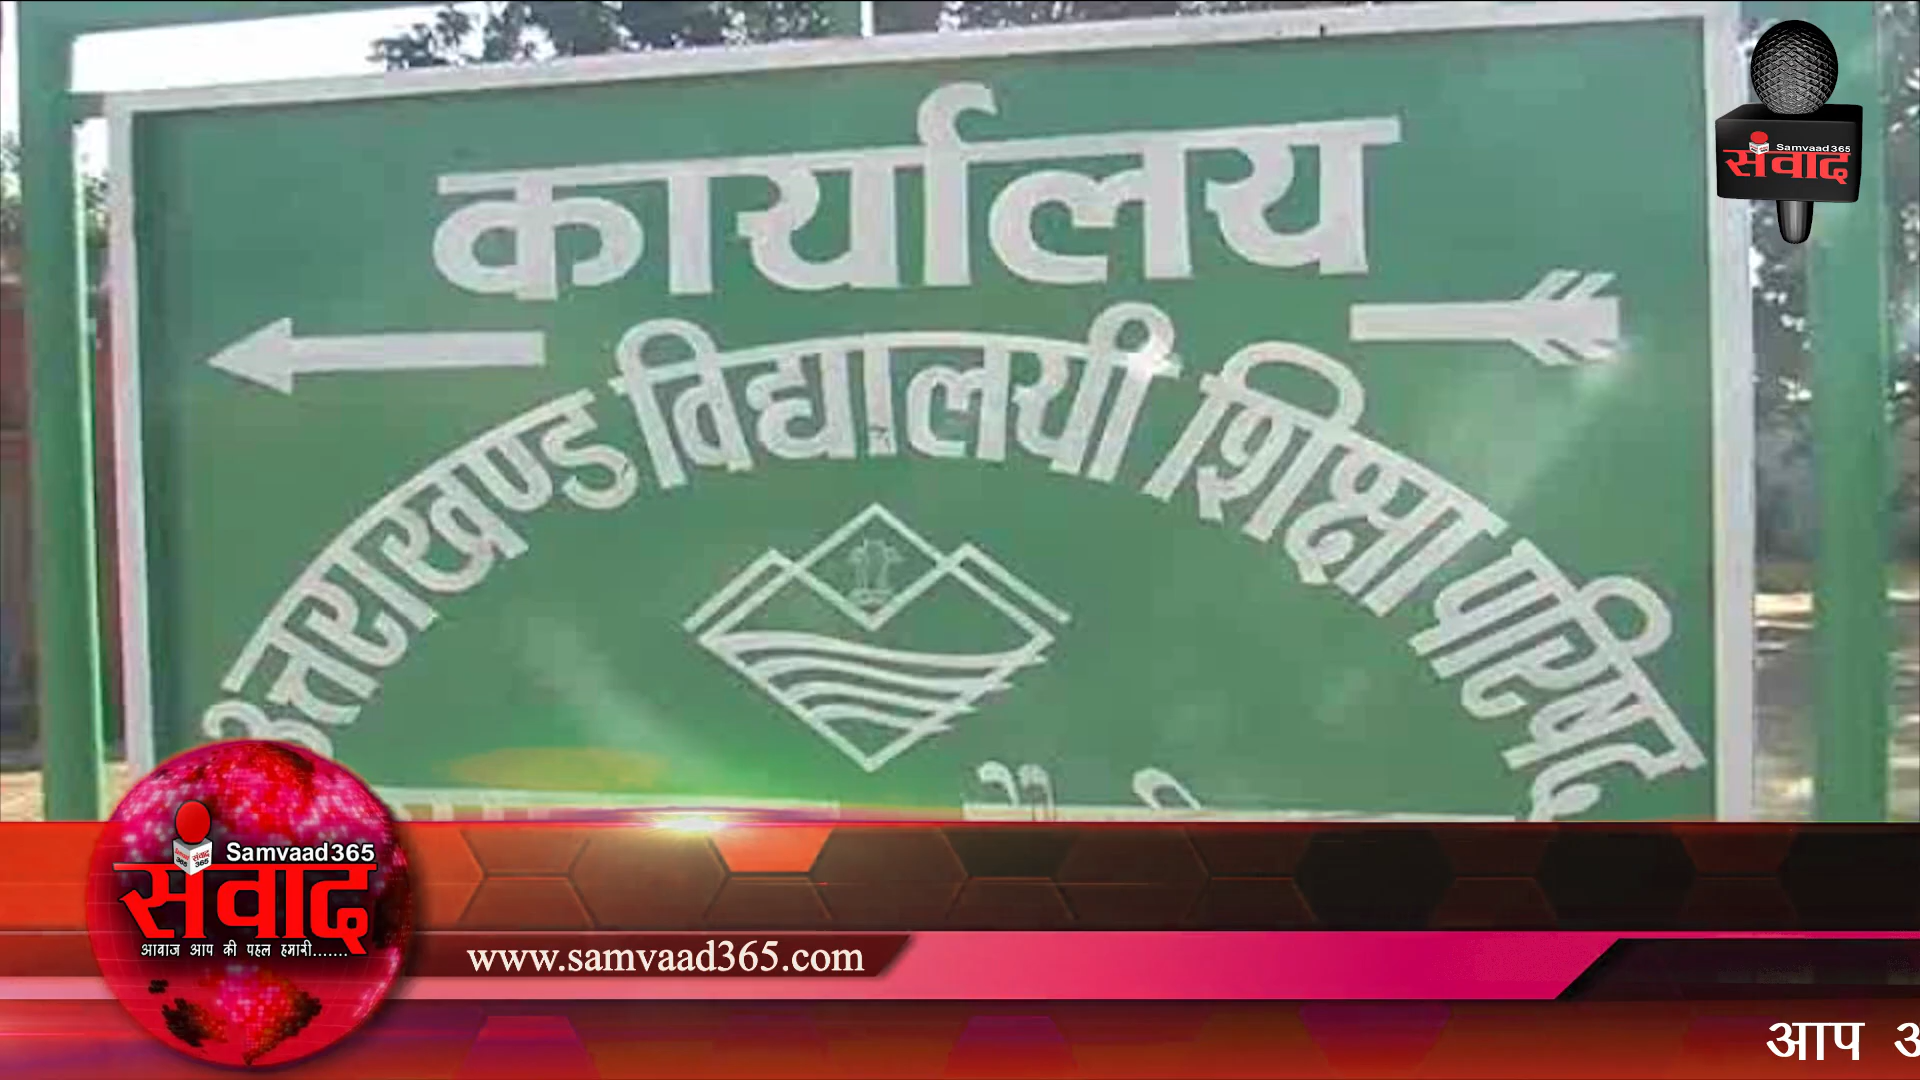 कार्यालय
उत्तराखण्ड विद्यालयी शिक्षा परिषद
Samvaad365
संवाद
Samvaad365
संवाद
आवाज आप की पहल हमारी.......
www.samvaad365.com
आप